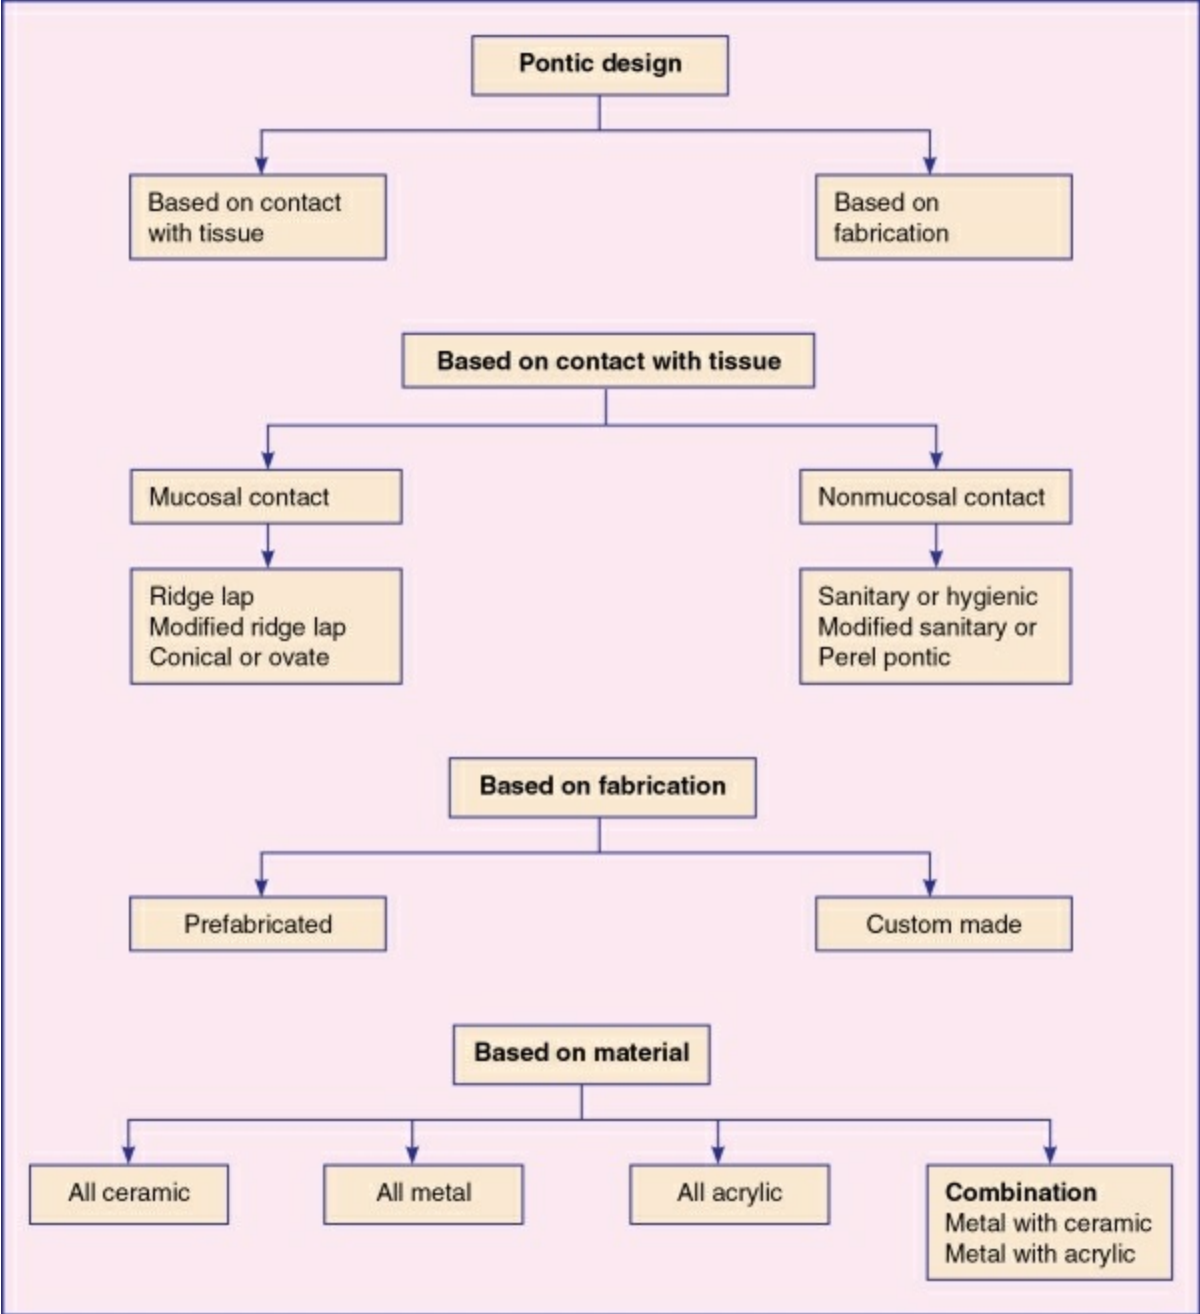 Pontic design
Based on contact
with tissue
Based on
fabrication
Based on contact with tissue
Mucosal contact
Nonmucosal contact
Ridge lap
Modified ridge lap
Conical or ovate
Sanitary or hygienic
Modified sanitary or
Perel pontic
Based on fabrication
Prefabricated
Custom made
Based on material
All ceramic
All metal
All acrylic
Combination
Metal with ceramic
Metal with acrylic